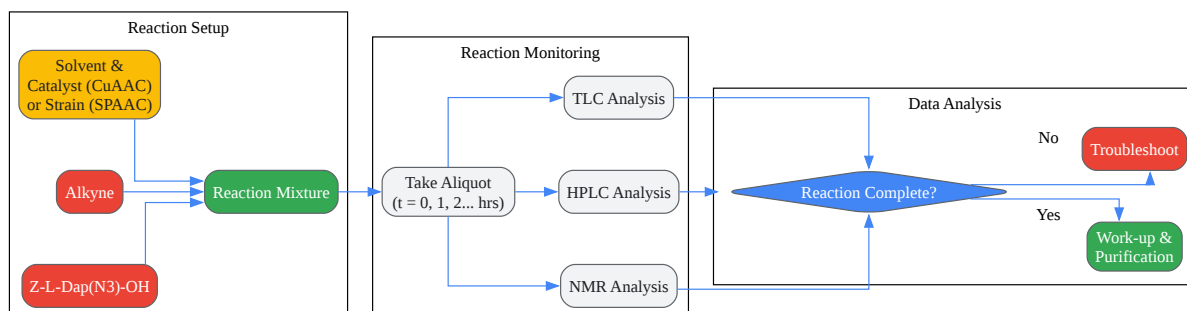 Reaction Setup
Solvent &
Catalyst (CuAAC)
or Strain (SPAAC)
Alkyne
Z-L-Dap(N3)-OH
Reaction Mixture
Reaction Monitoring
Take Aliquot
(t = 0, 1, 2... hrs)
TLC Analysis
HPLC Analysis
NMR Analysis
Data Analysis
Reaction Complete?
No
Troubleshoot
Yes
Work-up &
Purification